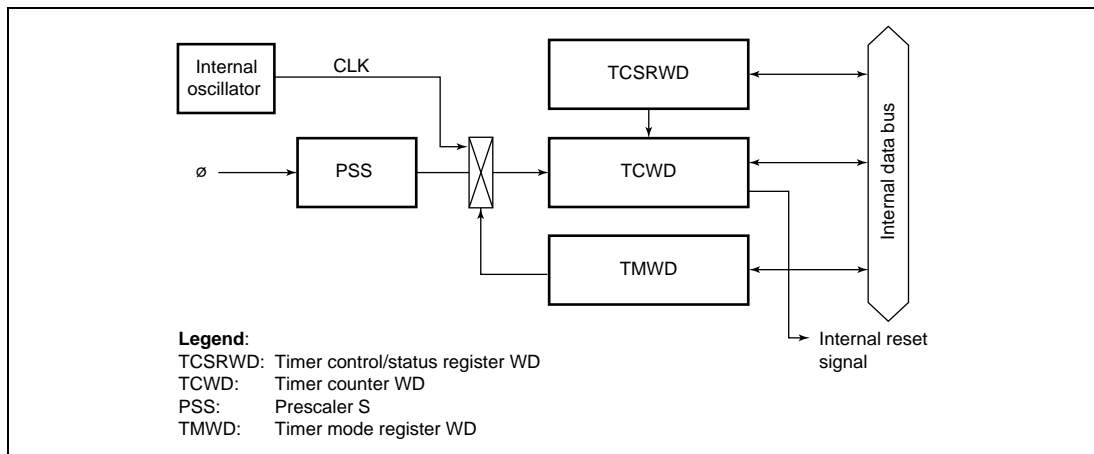 Internal
oscillator
CLK
TCSRWD
ø
PSS
TCWD
TMWD
Internal data bus
Internal reset
signal
Legend:
TCSRWD: Timer control/status register WD
TCWD: Timer counter WD
PSS: Prescaler S
TMWD: Timer mode register WD